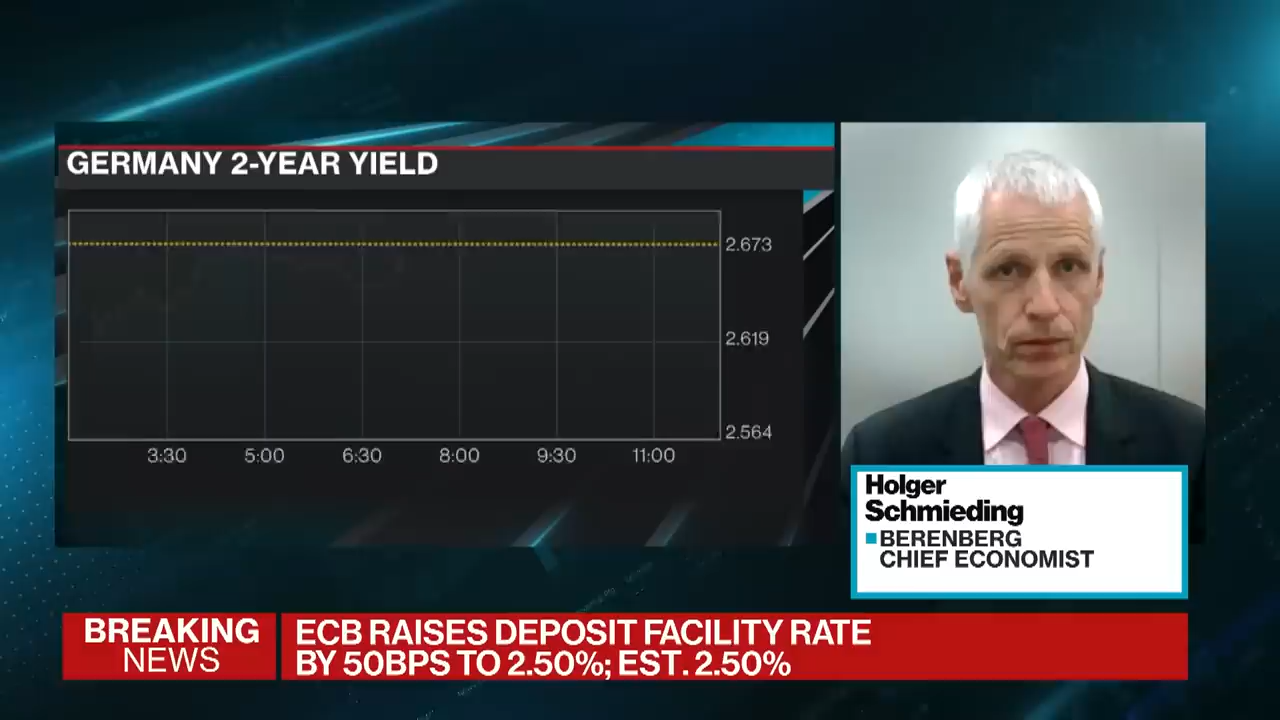 GERMANY 2-YEAR YIELD
2.673
2.619
2.564
3:30 5:00 6:30 8:00 9:30 11:00
Holger
Schmieding
BERENBERG
CHIEF ECONOMIST
BREAKING
NEWS
ECB RAISES DEPOSIT FACILITY RATE
BY 50BPS TO 2.50%; EST. 2.50%